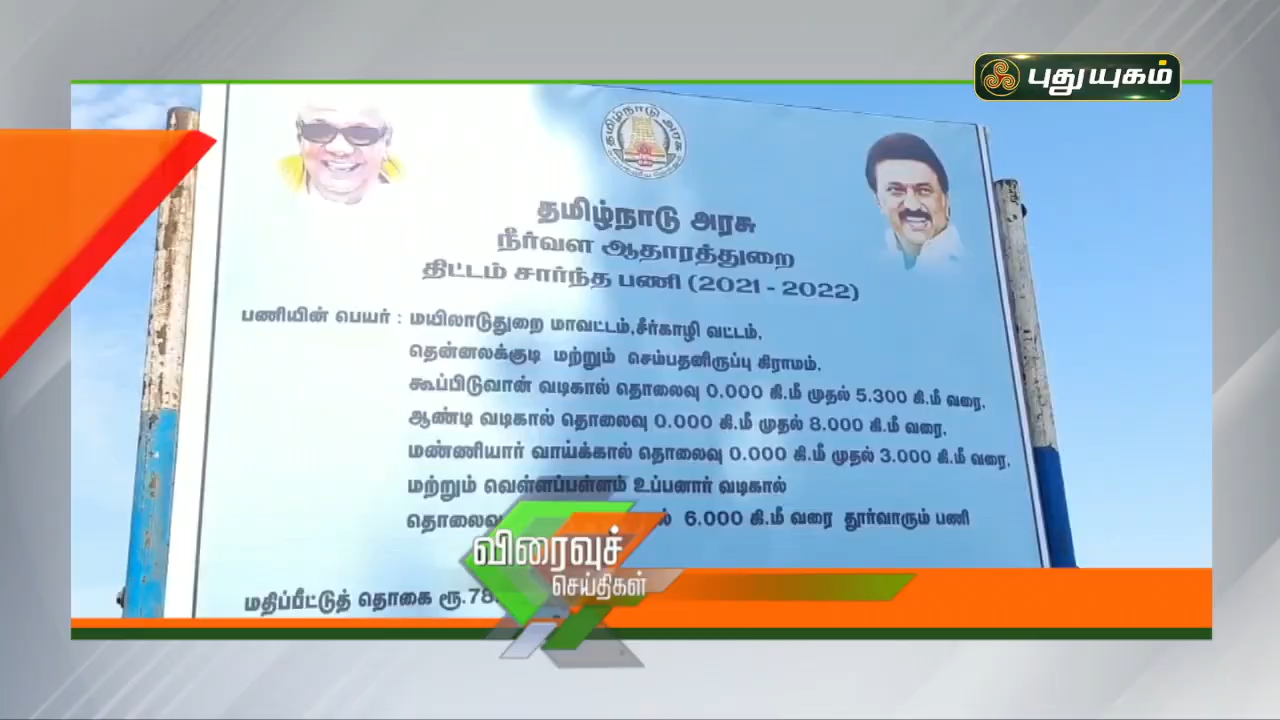 புதுயுகம்
தமிழ்நாடு அரசு
தமிழ்நாடு அரசு
நீர்வள ஆதாரத்துறை
திட்டம் சார்ந்த பணி (2021 - 2022)
பணியின் பெயர் : மயிலாடுதுறை மாவட்டம்,சீர்காழி வட்டம்,
தென்னலக்குடி மற்றும் செம்பதனிருப்பு கிராமம்,
கூப்பிடுவான் வடிகால் தொலைவு 0.000 கி.மீ முதல் 5.300 கி.மீ வரை,
ஆண்டி வடிகால் தொலைவு 0.000 கி.மீ முதல் 8.000 கி.மீ வரை,
மண்ணியார் வாய்க்கால் தொலைவு 0.000 கி.மீ முதல் 3.000 கி.மீ வரை,
மற்றும் வெள்ளப்பள்ளம் உப்பனார் வடிகால்
தொலைவு 6.000 கி.மீ வரை தூர்வாரும் பணி
மதிப்பீட்டுத் தொகை ரூ.78.
விரைவுச்
செய்திகள்